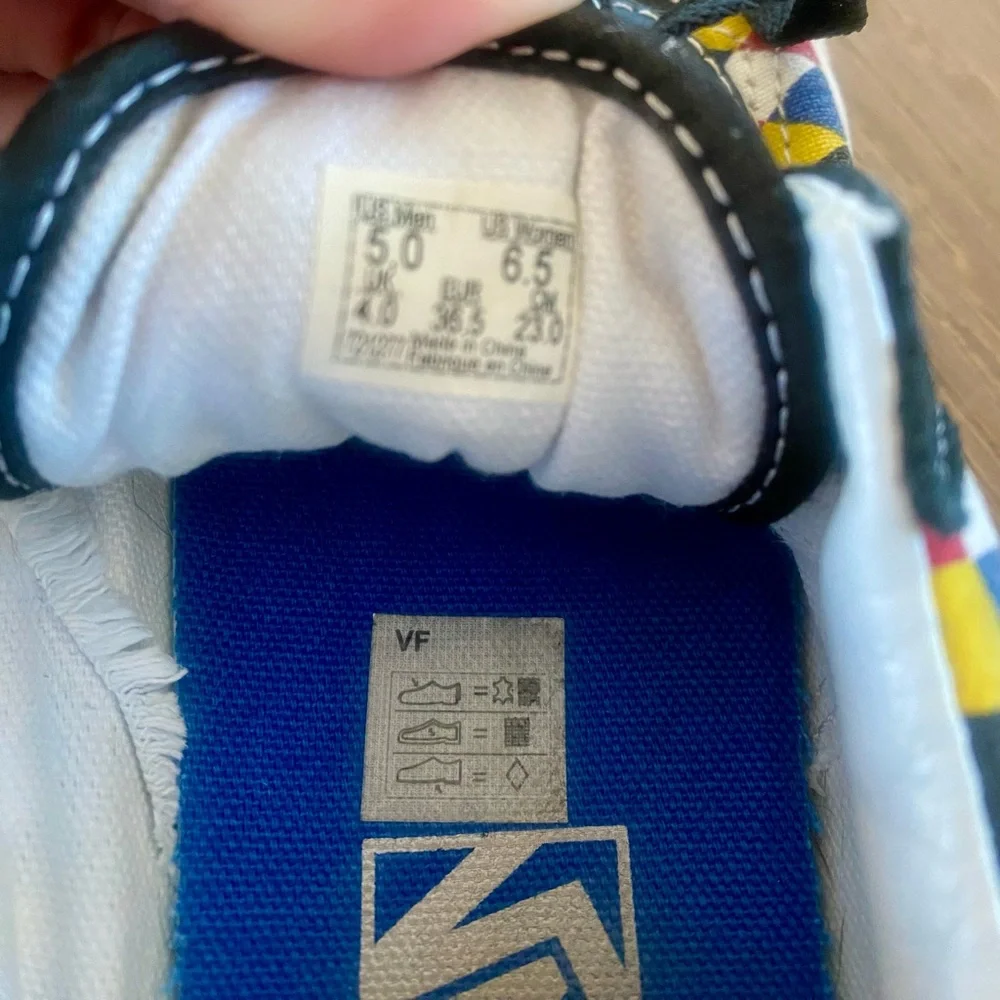 US Men US Women
5.0 6.5
UK EUR CM
4.0 36.5 23.0
721277 Made in China
Fabriqué en Chine
VF